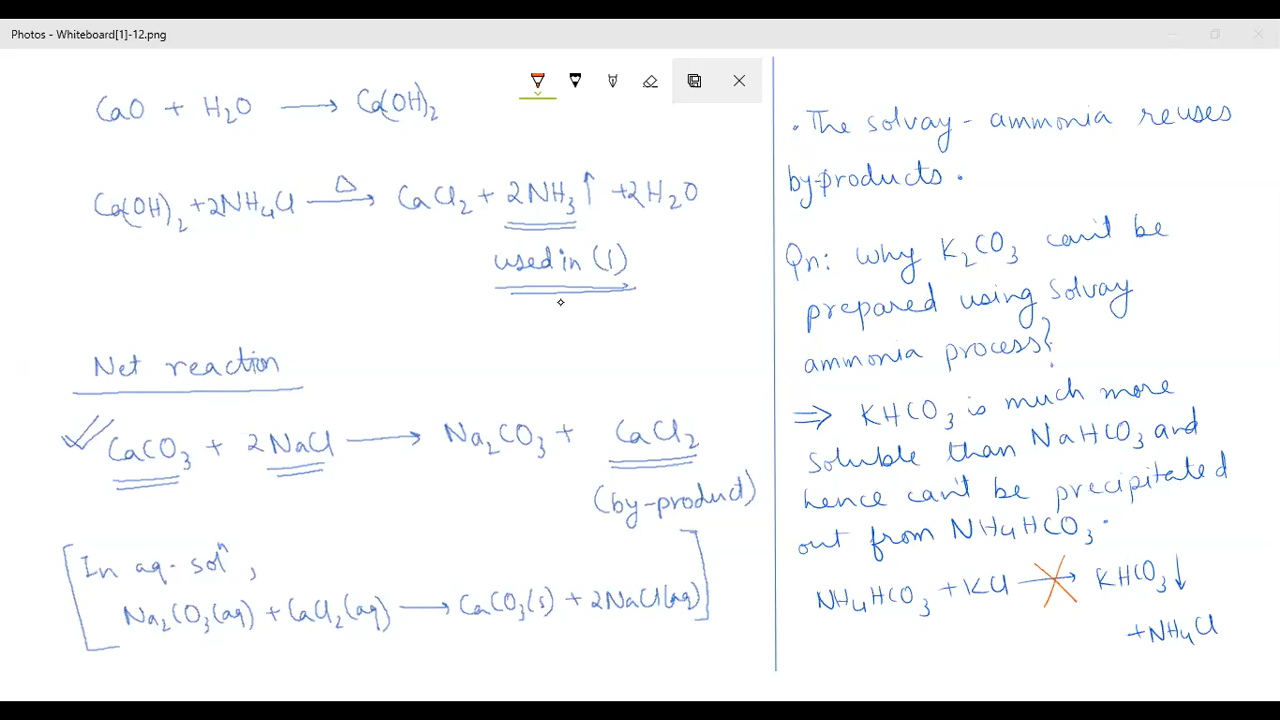 Photos - Whiteboard[1]-12.png
CaO + H2O ⟶ Ca(OH)2
Ca(OH)2 + 2NH4Cl —Δ→ CaCl2 + 2NH3↑ + 2H2O
used in (1)
Net reaction
CaCO3 + 2NaCl ⟶ Na2CO3 + CaCl2
(by-product)
[In aq. solⁿ,
Na2CO3(aq) + CaCl2(aq) ⟶ CaCO3(s) + 2NaCl(aq)]
• The solvay - ammonia reuses
by-products.
Qn: why K2CO3 can't be
prepared using Solvay
ammonia process?
⇒ KHCO3 is much more
soluble than NaHCO3 and
hence can't be precipitated
out from NH4HCO3.
NH4HCO3 + KCl ⟶ KHCO3↓
+ NH4Cl